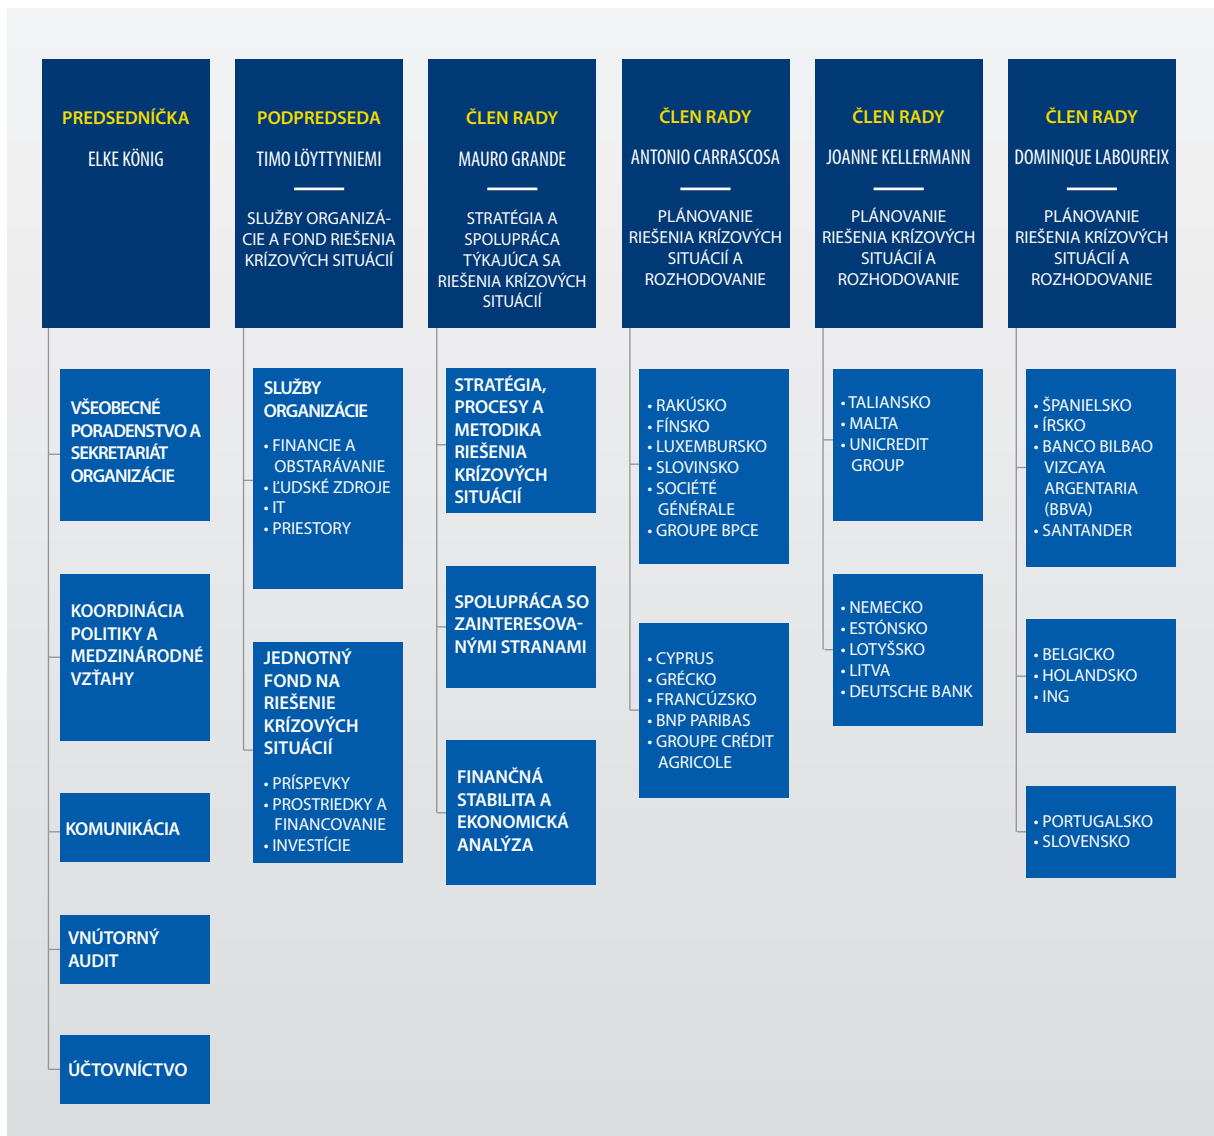 PREDSEDNÍČKA
ELKE KÖNIG
VŠEOBECNÉ
PORADENSTVO A
SEKRETARIÁT
ORGANIZÁCIE
KOORDINÁCIA
POLITIKY A
MEDZINÁRODNÉ
VZŤAHY
KOMUNIKÁCIA
VNÚTORNÝ
AUDIT
ÚČTOVNÍCTVO
PODPREDSEDA
TIMO LÖYTTYNIEMI
SLUŽBY ORGANIZÁ-
CIE A FOND RIEŠENIA
KRÍZOVÝCH SITUÁCIÍ
SLUŽBY
ORGANIZÁCIE
• FINANCIE A
OBSTARÁVANIE
• ĽUDSKÉ ZDROJE
• IT
• PRIESTORY
JEDNOTNÝ
FOND NA
RIEŠENIE
KRÍZOVÝCH
SITUÁCIÍ
• PRÍSPEVKY
• PROSTRIEDKY A
FINANCOVANIE
• INVESTÍCIE
ČLEN RADY
MAURO GRANDE
STRATÉGIA A
SPOLUPRÁCA
TÝKAJÚCA SA
RIEŠENIA KRÍZOVÝCH
SITUÁCIÍ
STRATÉGIA,
PROCESY A
METODIKA
RIEŠENIA
KRÍZOVÝCH
SITUÁCIÍ
SPOLUPRÁCA SO
ZAINTERESOVA-
NÝMI STRANAMI
FINANČNÁ
STABILITA A
EKONOMICKÁ
ANALÝZA
ČLEN RADY
ANTONIO CARRASCOSA
PLÁNOVANIE
RIEŠENIA KRÍZOVÝCH
SITUÁCIÍ A
ROZHODOVANIE
• RAKÚSKO
• FÍNSKO
• LUXEMBURSKO
• SLOVINSKO
• SOCIÉTÉ
GÉNÉRALE
• GROUPE BPCE
• CYPRUS
• GRÉCKO
• FRANCÚZSKO
• BNP PARIBAS
• GROUPE CRÉDIT
AGRICOLE
ČLEN RADY
JOANNE KELLERMANN
PLÁNOVANIE
RIEŠENIA KRÍZOVÝCH
SITUÁCIÍ A
ROZHODOVANIE
• TALIANSKO
• MALTA
• UNICREDIT
GROUP
• NEMECKO
• ESTÓNSKO
• LOTYŠSKO
• LITVA
• DEUTSCHE BANK
ČLEN RADY
DOMINIQUE LABOUREIX
PLÁNOVANIE
RIEŠENIA KRÍZOVÝCH
SITUÁCIÍ A
ROZHODOVANIE
• ŠPANIELSKO
• ÍRSKO
• BANCO BILBAO
VIZCAYA
ARGENTARIA
(BBVA)
• SANTANDER
• BELGICKO
• HOLANDSKO
• ING
• PORTUGALSKO
• SLOVENSKO